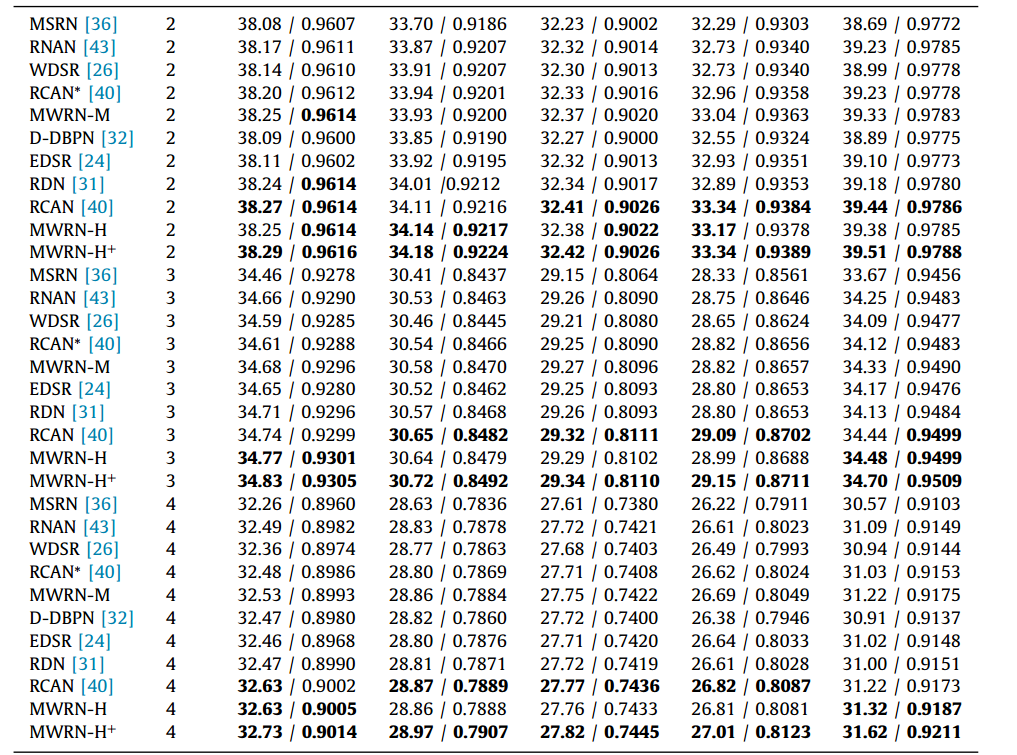 MSRN [36] 2 38.08 / 0.9607 33.70 / 0.9186 32.23 / 0.9002 32.29 / 0.9303 38.69 / 0.9772
RNAN [43] 2 38.17 / 0.9611 33.87 / 0.9207 32.32 / 0.9014 32.73 / 0.9340 39.23 / 0.9785
WDSR [26] 2 38.14 / 0.9610 33.91 / 0.9207 32.30 / 0.9013 32.73 / 0.9340 38.99 / 0.9778
RCAN* [40] 2 38.20 / 0.9612 33.94 / 0.9201 32.33 / 0.9016 32.96 / 0.9358 39.23 / 0.9778
MWRN-M 2 38.25 / 0.9614 33.93 / 0.9200 32.37 / 0.9020 33.04 / 0.9363 39.33 / 0.9783
D-DBPN [32] 2 38.09 / 0.9600 33.85 / 0.9190 32.27 / 0.9000 32.55 / 0.9324 38.89 / 0.9775
EDSR [24] 2 38.11 / 0.9602 33.92 / 0.9195 32.32 / 0.9013 32.93 / 0.9351 39.10 / 0.9773
RDN [31] 2 38.24 / 0.9614 34.01 /0.9212 32.34 / 0.9017 32.89 / 0.9353 39.18 / 0.9780
RCAN [40] 2 38.27 / 0.9614 34.11 / 0.9216 32.41 / 0.9026 33.34 / 0.9384 39.44 / 0.9786
MWRN-H 2 38.25 / 0.9614 34.14 / 0.9217 32.38 / 0.9022 33.17 / 0.9378 39.38 / 0.9785
MWRN-H⁺ 2 38.29 / 0.9616 34.18 / 0.9224 32.42 / 0.9026 33.34 / 0.9389 39.51 / 0.9788
MSRN [36] 3 34.46 / 0.9278 30.41 / 0.8437 29.15 / 0.8064 28.33 / 0.8561 33.67 / 0.9456
RNAN [43] 3 34.66 / 0.9290 30.53 / 0.8463 29.26 / 0.8090 28.75 / 0.8646 34.25 / 0.9483
WDSR [26] 3 34.59 / 0.9285 30.46 / 0.8445 29.21 / 0.8080 28.65 / 0.8624 34.09 / 0.9477
RCAN* [40] 3 34.61 / 0.9288 30.54 / 0.8466 29.25 / 0.8090 28.82 / 0.8656 34.12 / 0.9483
MWRN-M 3 34.68 / 0.9296 30.58 / 0.8470 29.27 / 0.8096 28.82 / 0.8657 34.33 / 0.9490
EDSR [24] 3 34.65 / 0.9280 30.52 / 0.8462 29.25 / 0.8093 28.80 / 0.8653 34.17 / 0.9476
RDN [31] 3 34.71 / 0.9296 30.57 / 0.8468 29.26 / 0.8093 28.80 / 0.8653 34.13 / 0.9484
RCAN [40] 3 34.74 / 0.9299 30.65 / 0.8482 29.32 / 0.8111 29.09 / 0.8702 34.44 / 0.9499
MWRN-H 3 34.77 / 0.9301 30.64 / 0.8479 29.29 / 0.8102 28.99 / 0.8688 34.48 / 0.9499
MWRN-H⁺ 3 34.83 / 0.9305 30.72 / 0.8492 29.34 / 0.8110 29.15 / 0.8711 34.70 / 0.9509
MSRN [36] 4 32.26 / 0.8960 28.63 / 0.7836 27.61 / 0.7380 26.22 / 0.7911 30.57 / 0.9103
RNAN [43] 4 32.49 / 0.8982 28.83 / 0.7878 27.72 / 0.7421 26.61 / 0.8023 31.09 / 0.9149
WDSR [26] 4 32.36 / 0.8974 28.77 / 0.7863 27.68 / 0.7403 26.49 / 0.7993 30.94 / 0.9144
RCAN* [40] 4 32.48 / 0.8986 28.80 / 0.7869 27.71 / 0.7408 26.62 / 0.8024 31.03 / 0.9153
MWRN-M 4 32.53 / 0.8993 28.86 / 0.7884 27.75 / 0.7422 26.69 / 0.8049 31.22 / 0.9175
D-DBPN [32] 4 32.47 / 0.8980 28.82 / 0.7860 27.72 / 0.7400 26.38 / 0.7946 30.91 / 0.9137
EDSR [24] 4 32.46 / 0.8968 28.80 / 0.7876 27.71 / 0.7420 26.64 / 0.8033 31.02 / 0.9148
RDN [31] 4 32.47 / 0.8990 28.81 / 0.7871 27.72 / 0.7419 26.61 / 0.8028 31.00 / 0.9151
RCAN [40] 4 32.63 / 0.9002 28.87 / 0.7889 27.77 / 0.7436 26.82 / 0.8087 31.22 / 0.9173
MWRN-H 4 32.63 / 0.9005 28.86 / 0.7888 27.76 / 0.7433 26.81 / 0.8081 31.32 / 0.9187
MWRN-H⁺ 4 32.73 / 0.9014 28.97 / 0.7907 27.82 / 0.7445 27.01 / 0.8123 31.62 / 0.9211